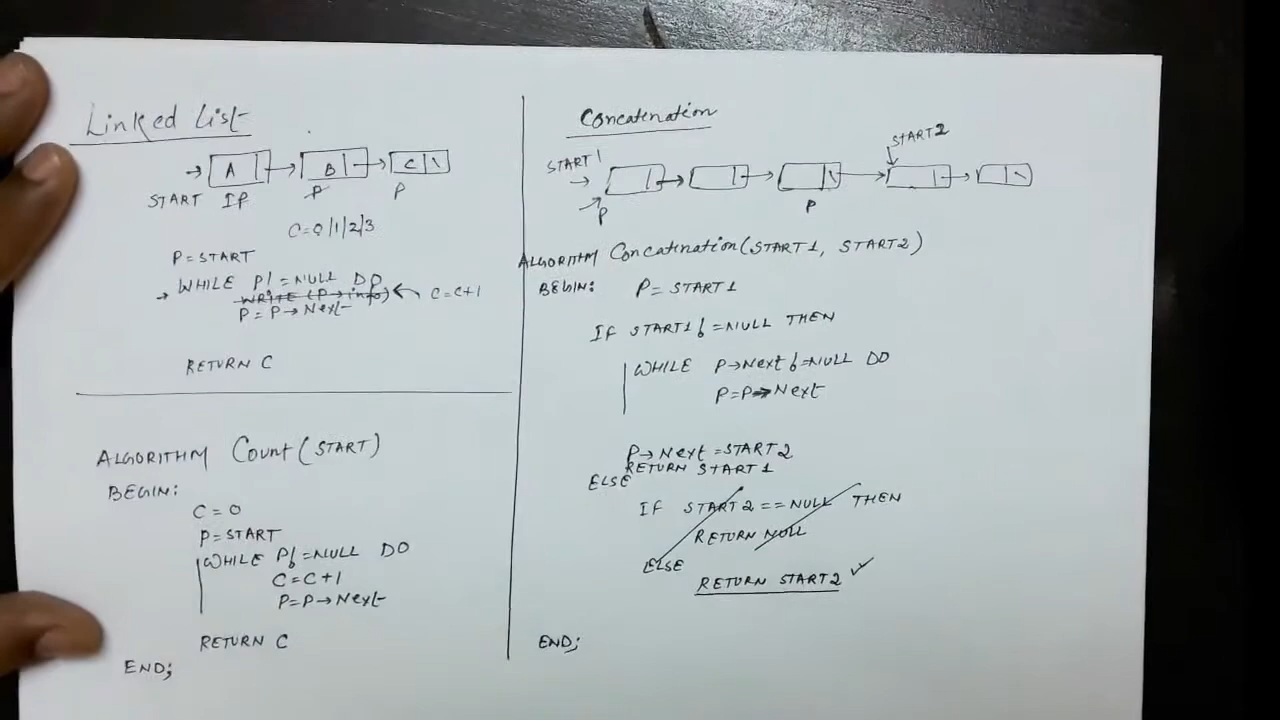 Linked List
A B C
START IP P P
C=0/1/2/3
P=START
WHILE P!=NULL DO
WRITE (P→info) C=C+1
P=P→Next
RETURN C
ALGORITHM Count(START)
BEGIN:
C=0
P=START
WHILE P!=NULL DO
C=C+1
P=P→Next
RETURN C
END;
Concatenation
START2
START1
P P
ALGORITHM Concatenation(START1, START2)
BEGIN: P=START1
IF START1!=NULL THEN
WHILE P→Next!=NULL DO
P=P→Next
P→Next=START2
RETURN START1
ELSE
IF START2==NULL THEN
RETURN NULL
ELSE
RETURN START2 ✓
END;